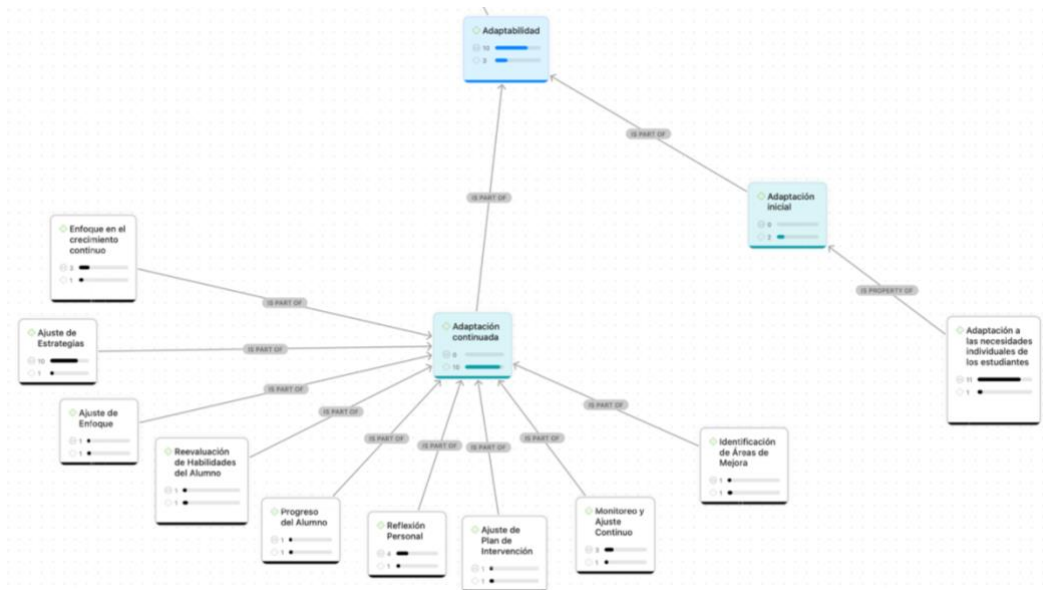 Adaptabilidad
10
3
IS PART OF
IS PART OF
Adaptación
inicial
0
2
IS PROPERTY OF
Adaptación a
las necesidades
individuales de
los estudiantes
11
1
Enfoque en el
crecimiento
continuo
3
1
IS PART OF
Adaptación
continuada
0
10
Ajuste de
Estrategias
10
1
IS PART OF
Ajuste de
Enfoque
1
1
IS PART OF
Reevaluación
de Habilidades
del Alumno
1
1
IS PART OF
Progreso
del Alumno
1
1
IS PART OF
Reflexión
Personal
4
1
IS PART OF
Ajuste de
Plan de
Intervención
1
1
IS PART OF
Monitoreo y
Ajuste
Continuo
3
1
IS PART OF
Identificación
de Áreas de
Mejora
1
1
IS PART OF